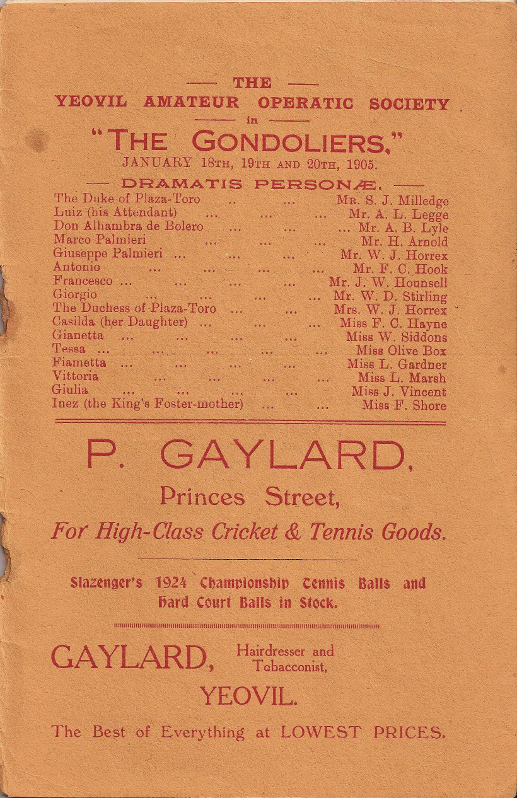 — THE —
YEOVIL AMATEUR OPERATIC SOCIETY
— in —
"THE GONDOLIERS,"
JANUARY 18TH, 19TH AND 20TH, 1905.
— DRAMATIS PERSONÆ. —
The Duke of Plaza-Toro .. ... Mr. S. J. Milledge
Luiz (his Attendant) ... ... ... Mr. A. L. Legge
Don Alhambra de Bolero ... ... Mr. A. B. Lyle
Marco Palmieri ... ... ... Mr. H. Arnold
Giuseppe Palmieri ... ... ... Mr. W. J. Horrex
Antonio ... ... ... ... Mr. F. C. Hook
Francesco ... ... ... ... Mr. J. W. Hounsell
Giorgio ... ... ... ... Mr. W. D. Stirling
The Duchess of Plaza-Toro ... ... Mrs. W. J. Horrex
Casilda (her Daughter) ... ... ... Miss F. C. Hayne
Gianetta ... ... ... ... ... Miss W. Siddons
Tessa ... ... ... ... ... Miss Olive Box
Fiametta ... ... ... ... ... Miss L. Gardner
Vittoria ... ... ... ... Miss L. Marsh
Giulia ... ... ... ... ... Miss J. Vincent
Inez (the King's Foster-mother) ... ... Miss F. Shore
P. GAYLARD,
Princes Street,
For High-Class Cricket & Tennis Goods.
Slazenger's 1924 Championship Tennis Balls and
Hard Court Balls in Stock.
GAYLARD, Hairdresser and
Tobacconist,
YEOVIL.
The Best of Everything at LOWEST PRICES.